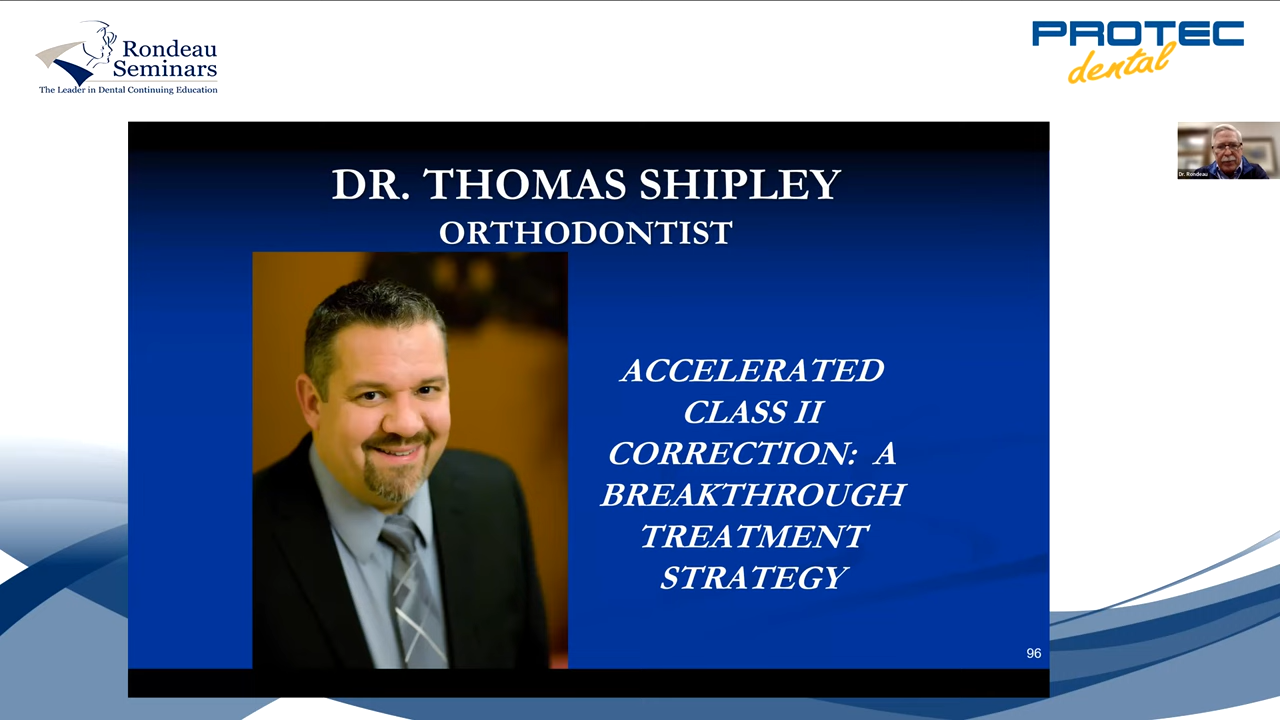 Rondeau
Seminars
The Leader in Dental Continuing Education
PROTEC
dental
Dr. Rondeau
DR. THOMAS SHIPLEY
ORTHODONTIST
ACCELERATED
CLASS II
CORRECTION: A
BREAKTHROUGH
TREATMENT
STRATEGY
96